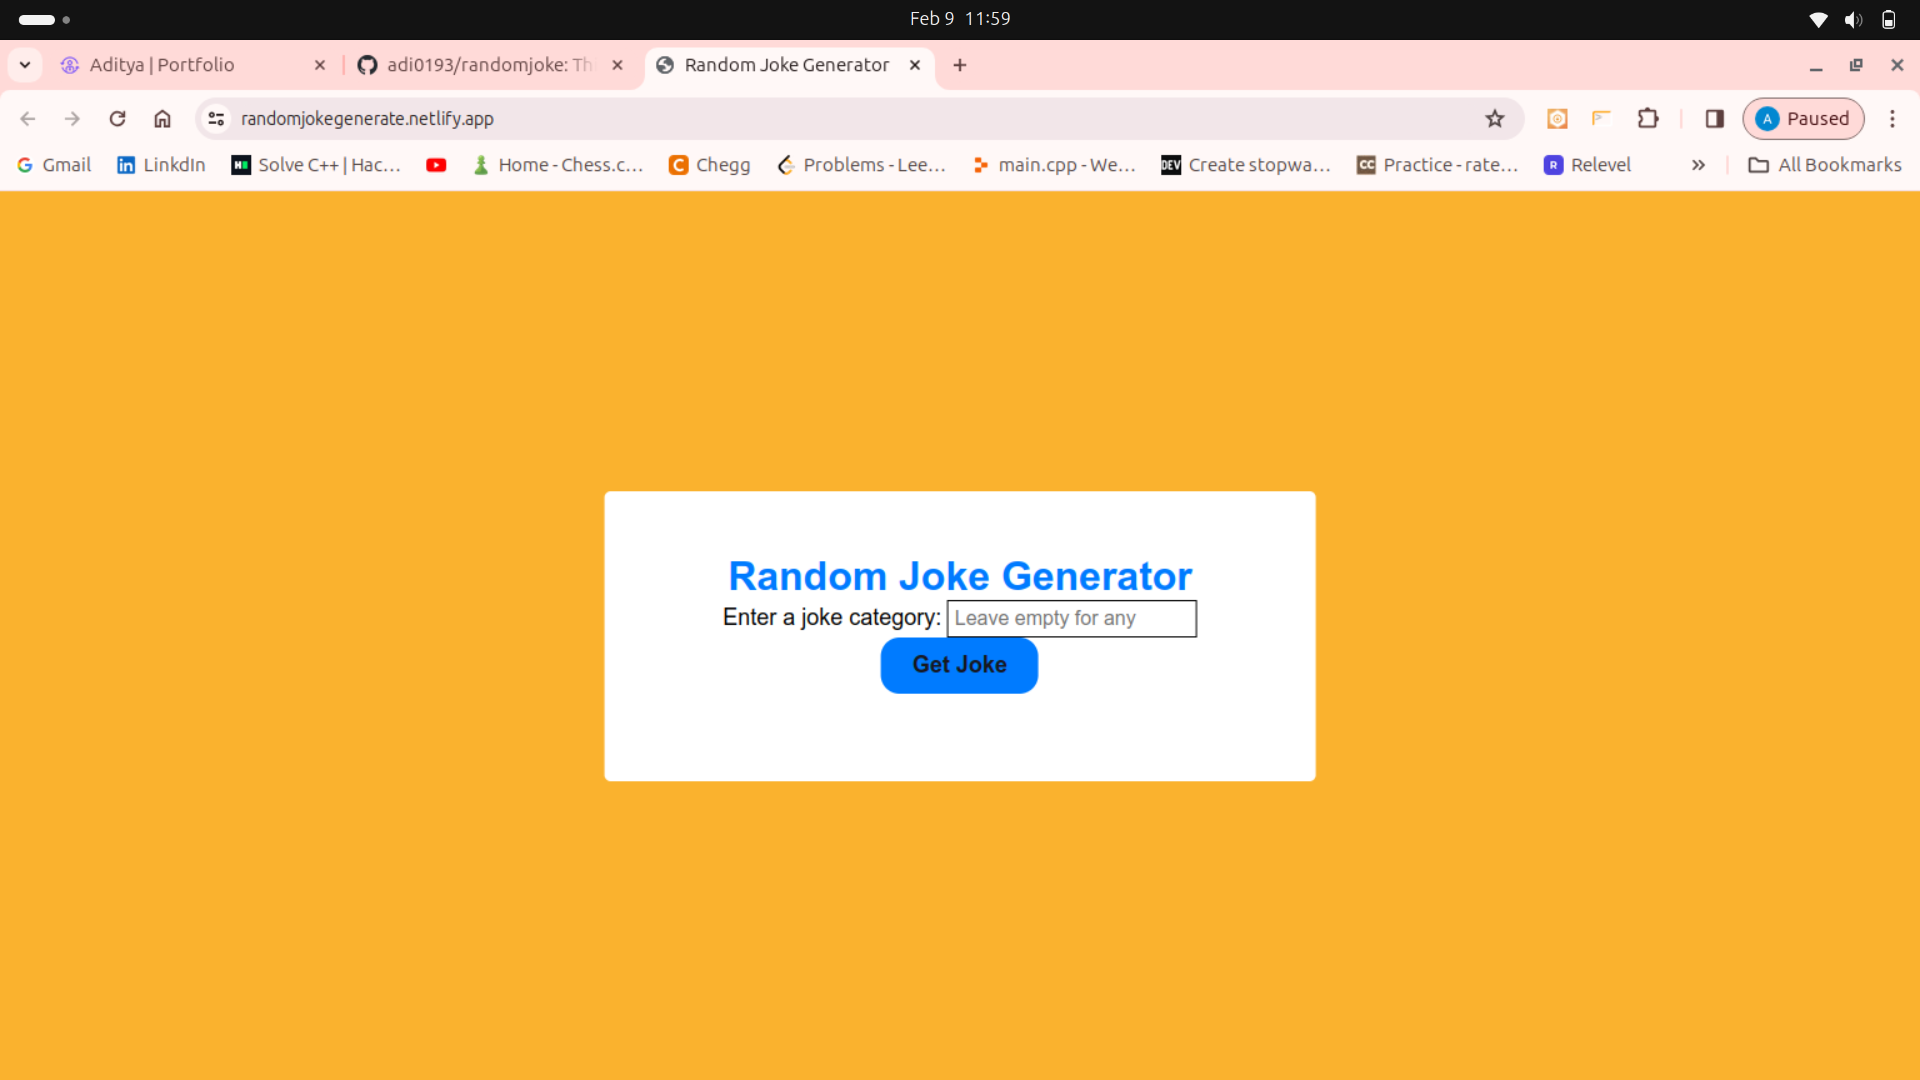 Feb 9 11:59
Aditya | Portfolio
adi0193/randomjoke: Th
Random Joke Generator
randomjokegenerate.netlify.app
A Paused
Gmail
LinkdIn
Solve C++ | Hac...
Home - Chess.c...
Chegg
Problems - Lee...
main.cpp - We...
DEV Create stopwa...
CC Practice - rate...
R Relevel
All Bookmarks
Random Joke Generator
Enter a joke category: Leave empty for any
Get Joke